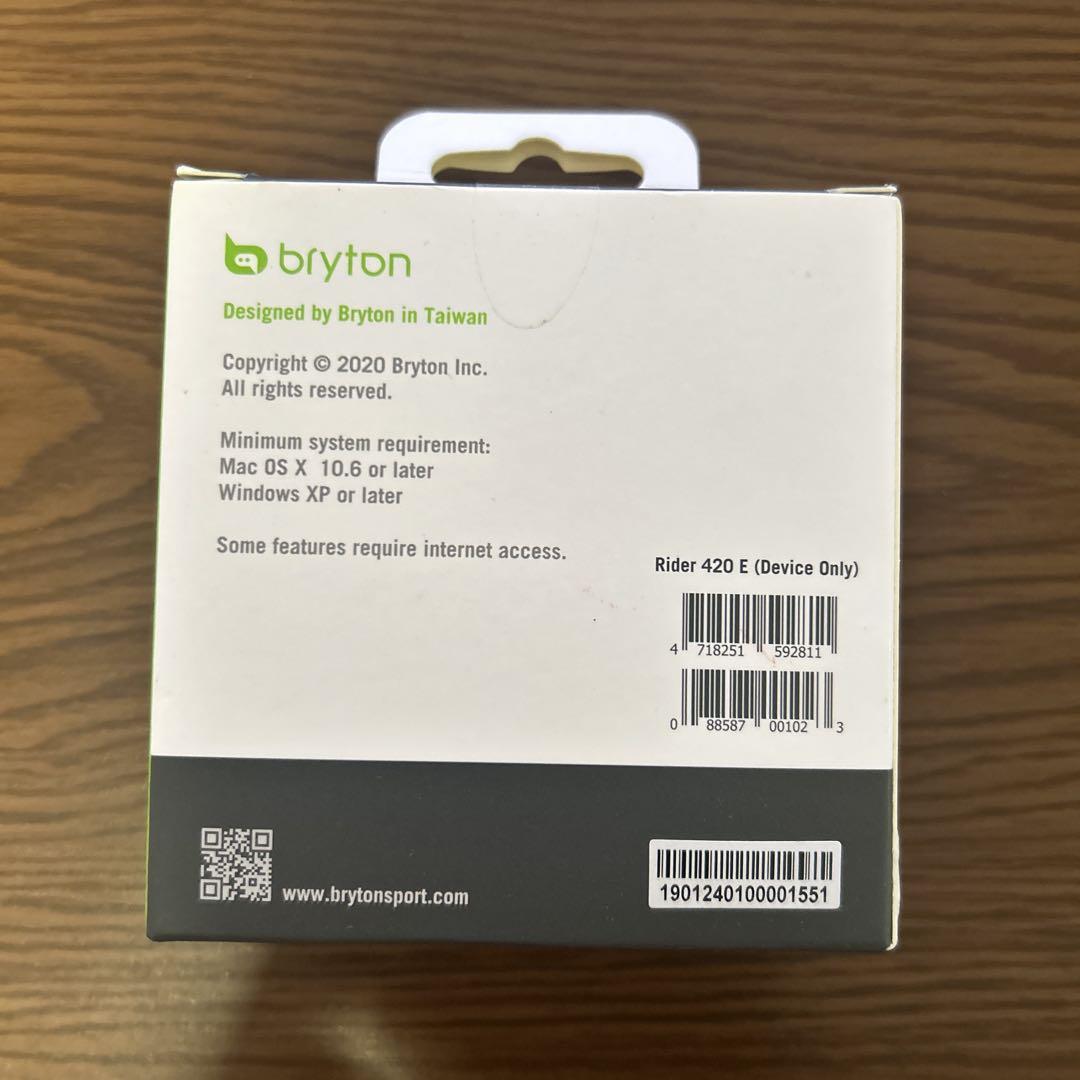 bryton
Designed by Bryton in Taiwan
Copyright © 2020 Bryton Inc.
All rights reserved.
Minimum system requirement:
Mac OS X 10.6 or later
Windows XP or later
Some features require internet access.
Rider 420 E (Device Only)
4 718251 592811
0 88587 00102 3
www.brytonsport.com
1901240100001551